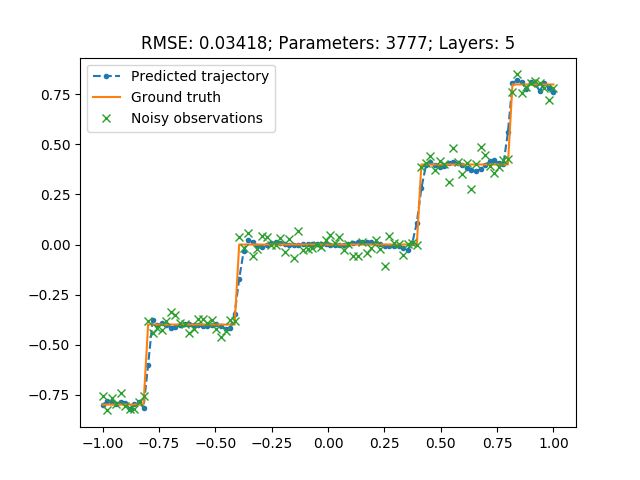 RMSE: 0.03418; Parameters: 3777; Layers: 5
Predicted trajectory
Ground truth
Noisy observations
0.75
0.50
0.25
0.00
−0.25
−0.50
−0.75
−1.00 −0.75 −0.50 −0.25 0.00 0.25 0.50 0.75 1.00